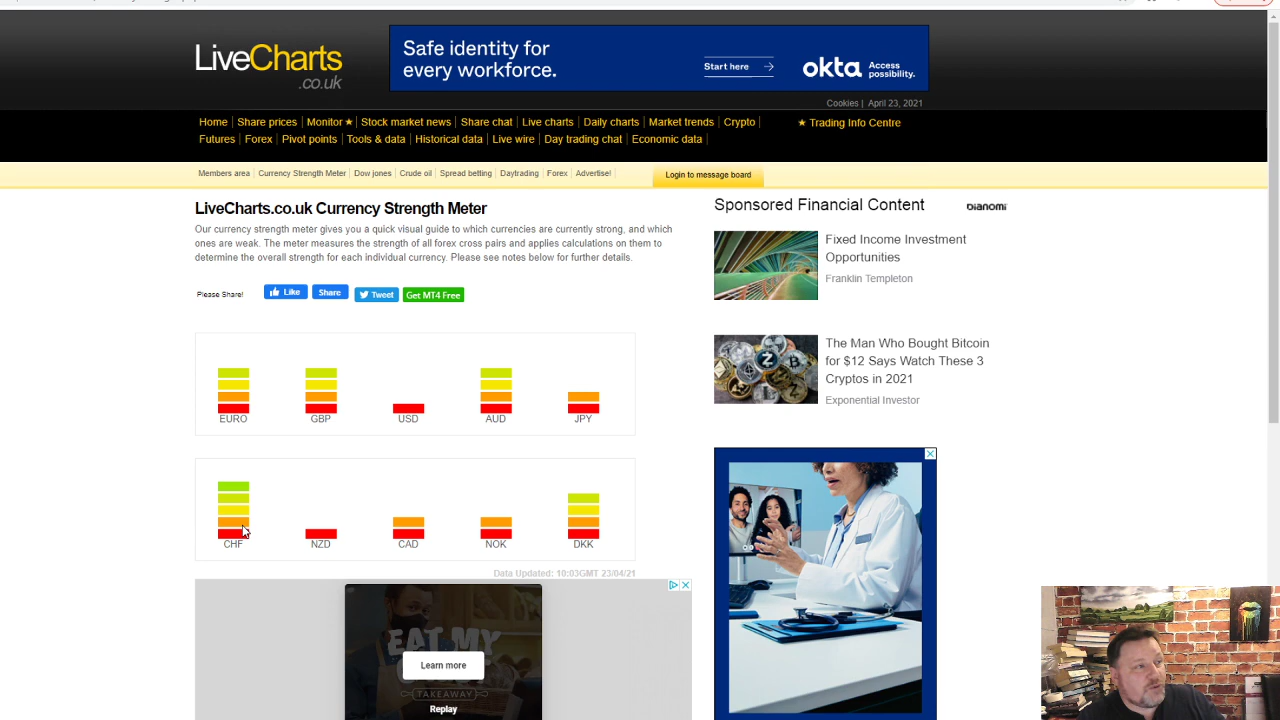 LiveCharts
.co.uk
Safe identity for
every workforce.
Start here
okta
Access
possibility.
Cookies | April 23, 2021
Home | Share prices | Monitor ★ | Stock market news | Share chat | Live charts | Daily charts | Market trends | Crypto |
★ Trading Info Centre
Futures | Forex | Pivot points | Tools & data | Historical data | Live wire | Day trading chat | Economic data |
Members area | Currency Strength Meter | Dow jones | Crude oil | Spread betting | Daytrading | Forex | Advertise! |
Login to message board
LiveCharts.co.uk Currency Strength Meter
Our currency strength meter gives you a quick visual guide to which currencies are currently strong, and which
ones are weak. The meter measures the strength of all forex cross pairs and applies calculations on them to
determine the overall strength for each individual currency. Please see notes below for further details.
Please Share!
Like
Share
Tweet
Get MT4 Free
EURO GBP USD AUD JPY
CHF NZD CAD NOK DKK
Data Updated: 10:03GMT 23/04/21
EAT MY
Learn more
TAKEAWAY
Replay
Sponsored Financial Content
DIANOMI
Fixed Income Investment
Opportunities
Franklin Templeton
The Man Who Bought Bitcoin
for $12 Says Watch These 3
Cryptos in 2021
Exponential Investor